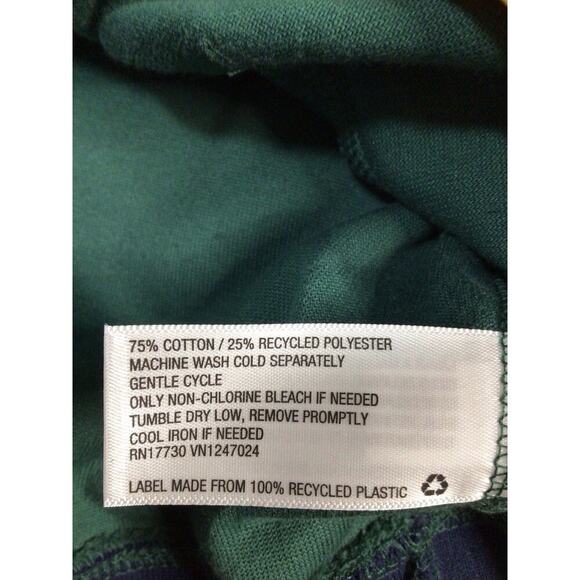 75% COTTON / 25% RECYCLED POLYESTER
MACHINE WASH COLD SEPARATELY
GENTLE CYCLE
ONLY NON-CHLORINE BLEACH IF NEEDED
TUMBLE DRY LOW, REMOVE PROMPTLY
COOL IRON IF NEEDED
RN17730 VN1247024
LABEL MADE FROM 100% RECYCLED PLASTIC